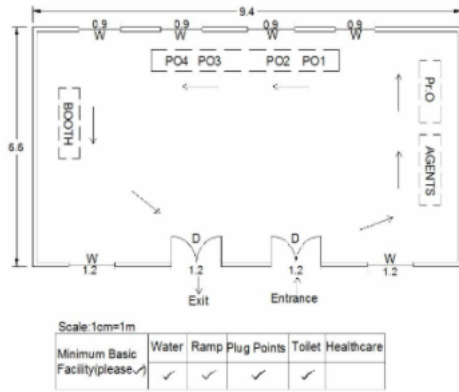 9.4
0.9 0.9 0.9 0.9
W W W W
PO4 PO3 PO2 PO1
6.6
BOOTH
Pr.O
AGENTS
D D
W W
1.2 1.2 1.2 1.2
Exit Entrance
Scale:1cm=1m
Minimum Basic Facility(please✓) Water Ramp Plug Points Toilet Healthcare
✓ ✓ ✓ ✓